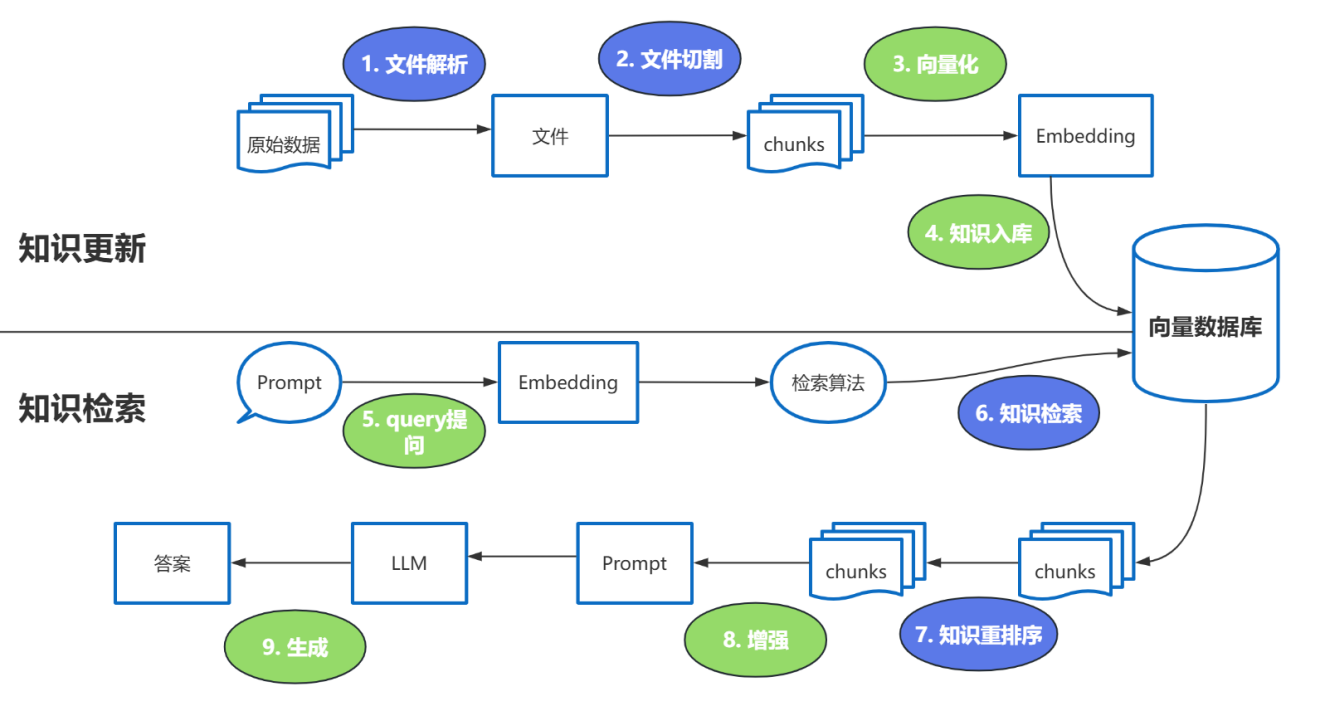 1. 文件解析
2. 文件切割
3. 向量化
原始数据
文件
chunks
Embedding
4. 知识入库
知识更新
向量数据库
知识检索
Prompt
Embedding
检索算法
5. query提
问
6. 知识检索
答案
LLM
Prompt
chunks
chunks
9. 生成
8. 增强
7. 知识重排序